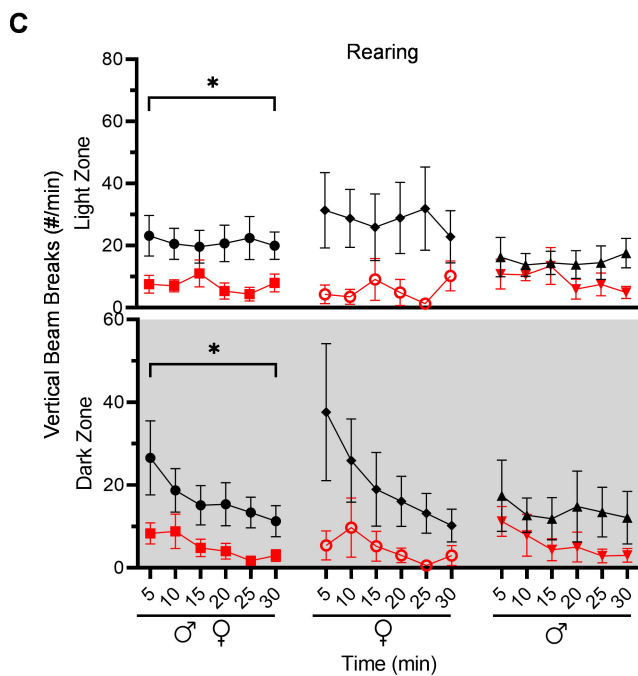 C
Rearing
Vertical Beam Breaks (#/min)
Light Zone
80
60
40
20
0
*
Dark Zone
60
40
20
0
*
5 10 15 20 25 30 5 10 15 20 25 30 5 10 15 20 25 30
♂ ♀ ♀ ♂
Time (min)